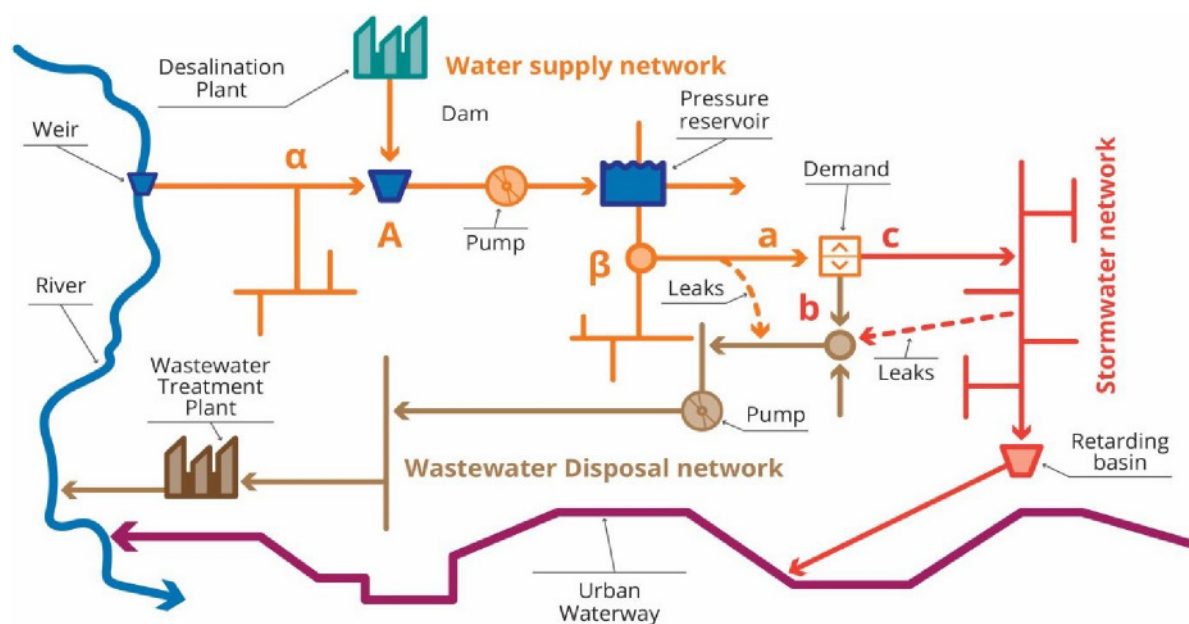 Desalination
Plant
Water supply network
Dam
Pressure
reservoir
Weir
α
A
Pump
Demand
a
c
β
Leaks
b
River
Leaks
Stormwater network
Wastewater
Treatment
Plant
Pump
Wastewater Disposal network
Retarding
basin
Urban
Waterway